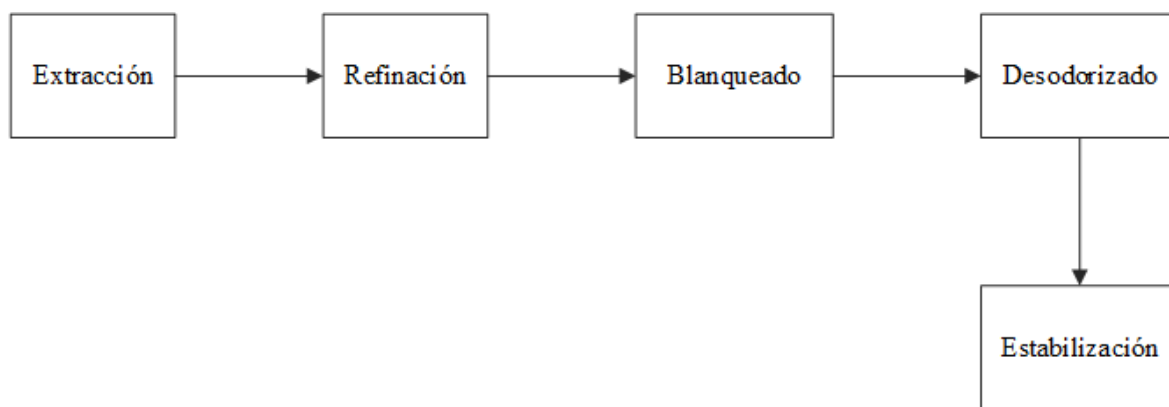 Extracción
Refinación
Blanqueado
Desodorizado
Estabilización